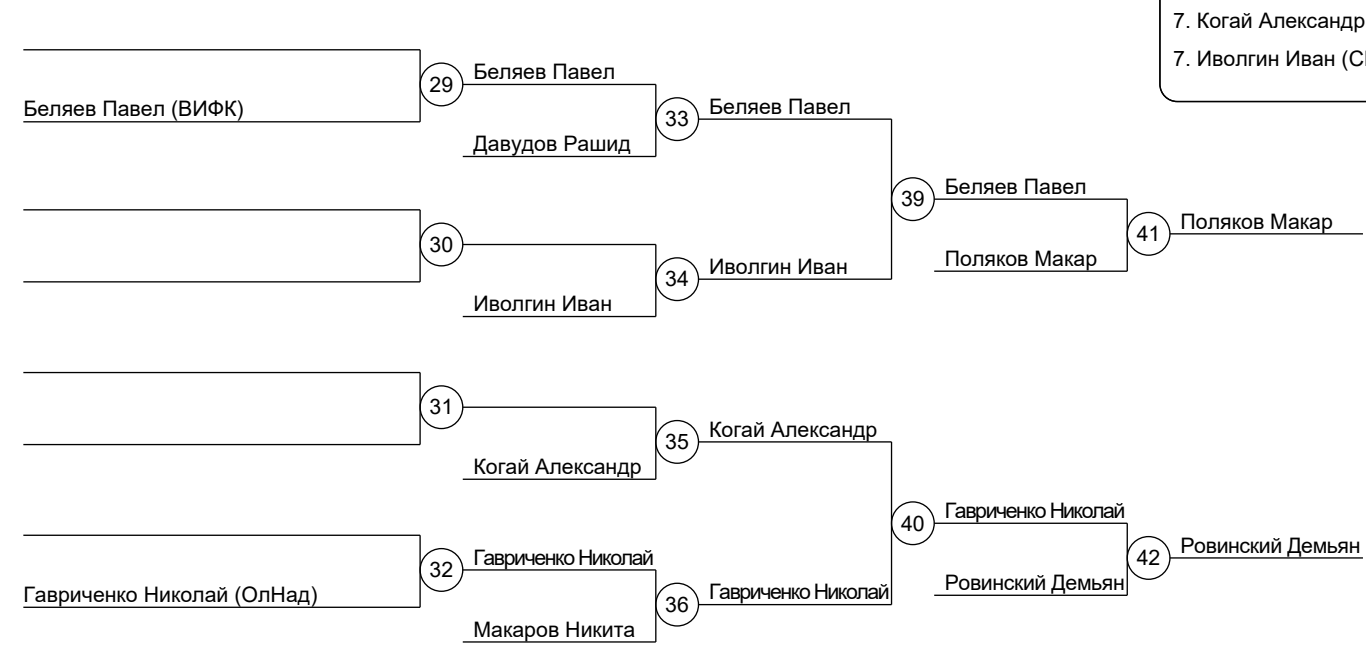 7. Когай Александр
7. Иволгин Иван
29
Беляев Павел
Беляев Павел (ВИФК)
33
Беляев Павел
Давудов Рашид
39
Беляев Павел
30
41
Поляков Макар
34
Иволгин Иван
Поляков Макар
Иволгин Иван
31
35
Когай Александр
Когай Александр
40
Гавриченко Николай
32
Гавриченко Николай
42
Ровинский Демьян
Гавриченко Николай (ОлНад)
36
Гавриченко Николай
Ровинский Демьян
Макаров Никита